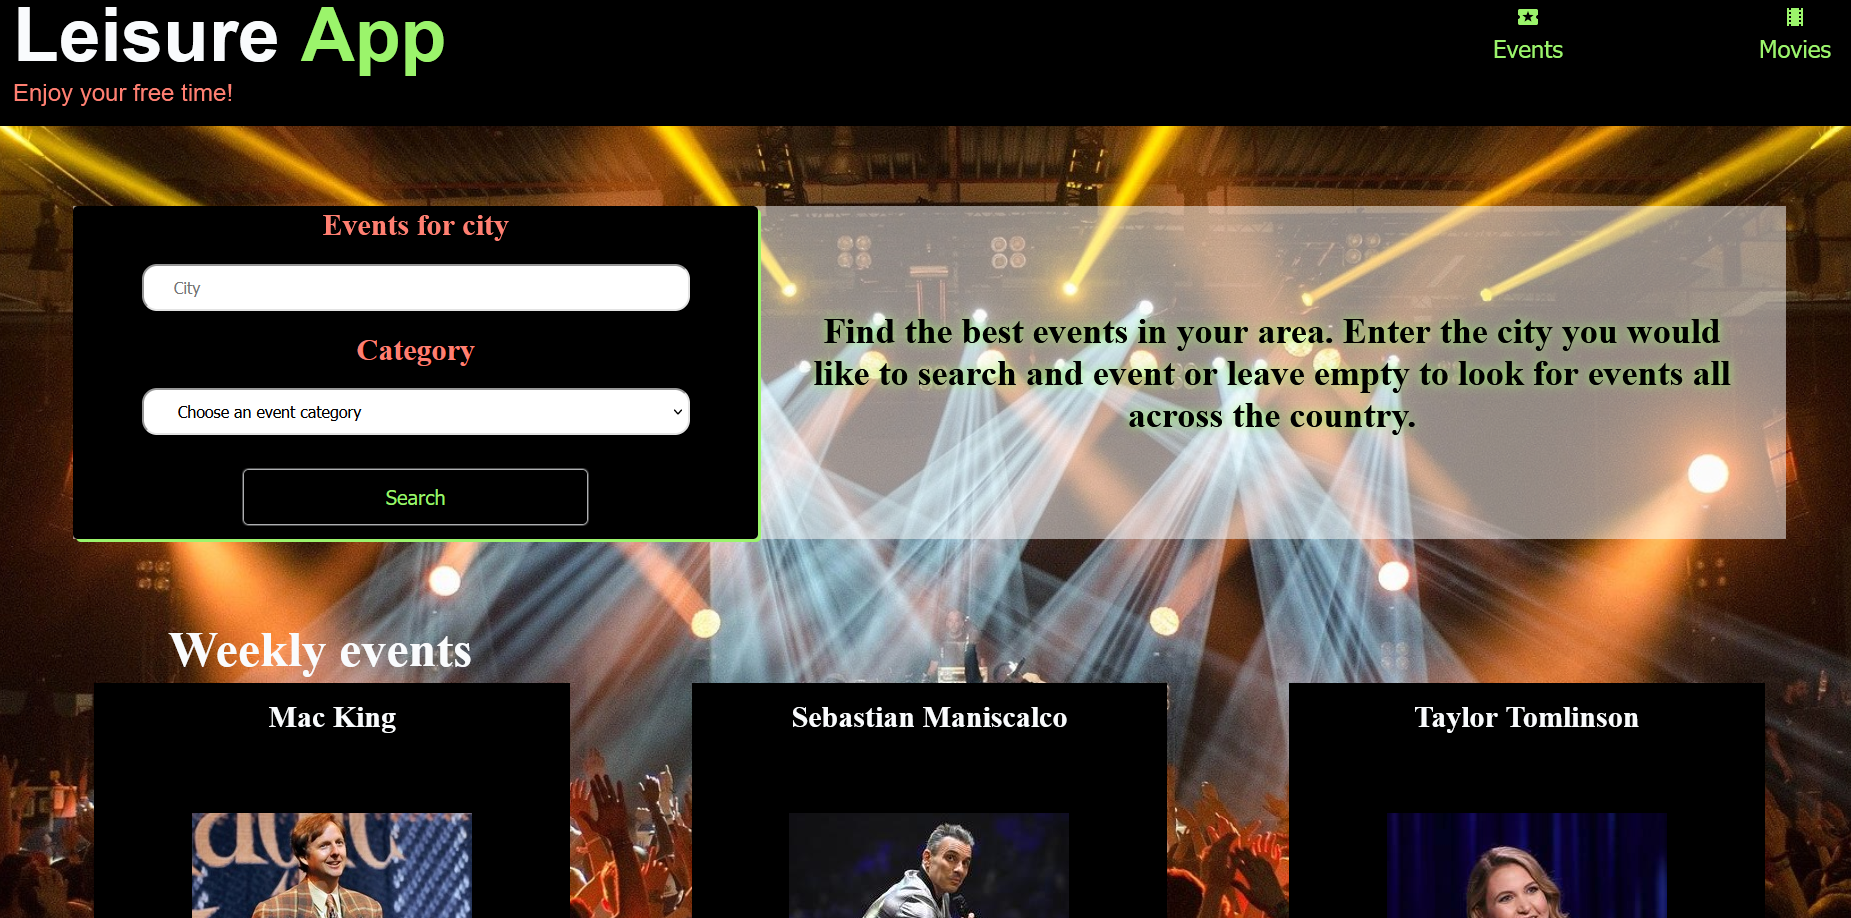 Leisure App
Enjoy your free time!
Events
Movies
Events for city
City
Category
Choose an event category
Search
Find the best events in your area. Enter the city you would
like to search and event or leave empty to look for events all
across the country.
Weekly events
Mac King
Sebastian Maniscalco
Taylor Tomlinson